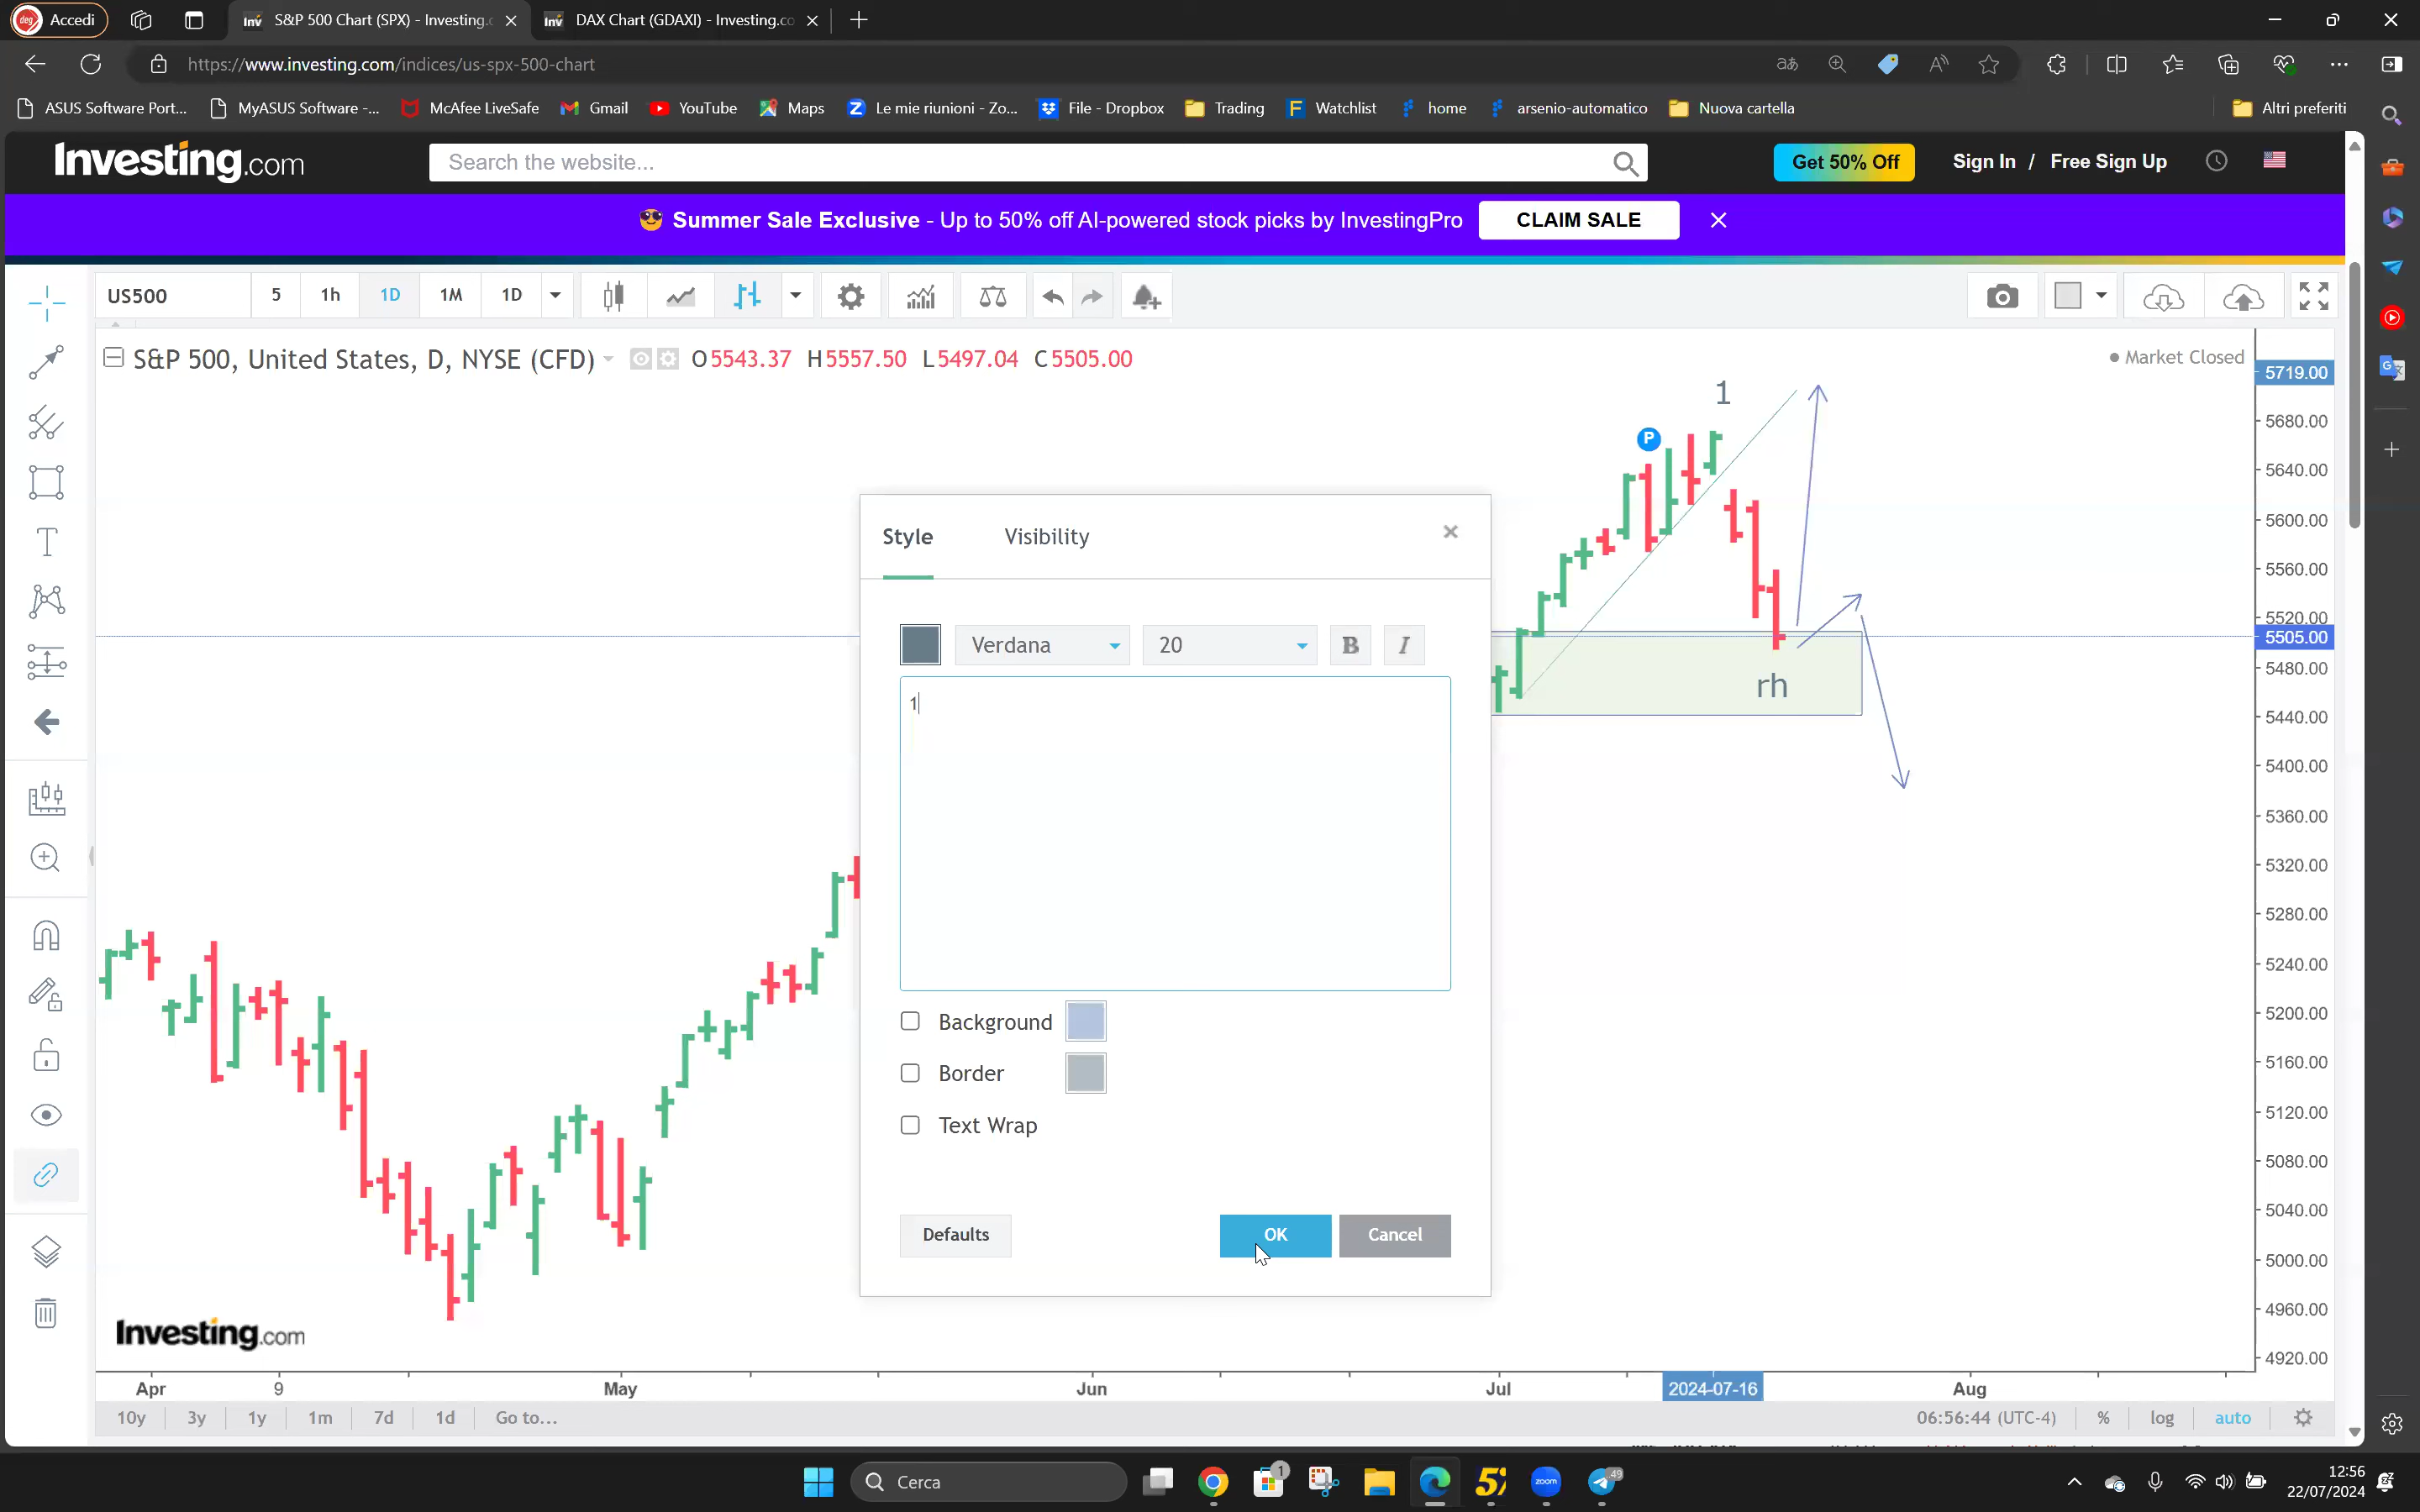 Accedi
S&P 500 Chart (SPX) - Investing.c
DAX Chart (GDAXI) - Investing.co
https://www.investing.com/indices/us-spx-500-chart
ASUS Software Port...
MyASUS Software -...
McAfee LiveSafe
Gmail
YouTube
Maps
Le mie riunioni - Zo...
File - Dropbox
Trading
Watchlist
home
arsenio-automatico
Nuova cartella
Altri preferiti
Investing.com
Search the website...
Get 50% Off
Sign In / Free Sign Up
Summer Sale Exclusive - Up to 50% off AI-powered stock picks by InvestingPro
CLAIM SALE
US500
5
1h
1D
1M
1D
S&P 500, United States, D, NYSE (CFD)
O5543.37 H5557.50 L5497.04 C5505.00
Market Closed
1
P
rh
5719.00
5680.00
5640.00
5600.00
5560.00
5520.00
5505.00
5480.00
5440.00
5400.00
5360.00
5320.00
5280.00
5240.00
5200.00
5160.00
5120.00
5080.00
5040.00
5000.00
4960.00
4920.00
Style
Visibility
Verdana
20
B
I
1
Background
Border
Text Wrap
Defaults
OK
Cancel
Investing.com
Apr
9
May
Jun
Jul
2024-07-16
Aug
10y
3y
1y
1m
7d
1d
Go to...
06:56:44 (UTC-4)
%
log
auto
Cerca
1
zoom
49
12:56
22/07/2024